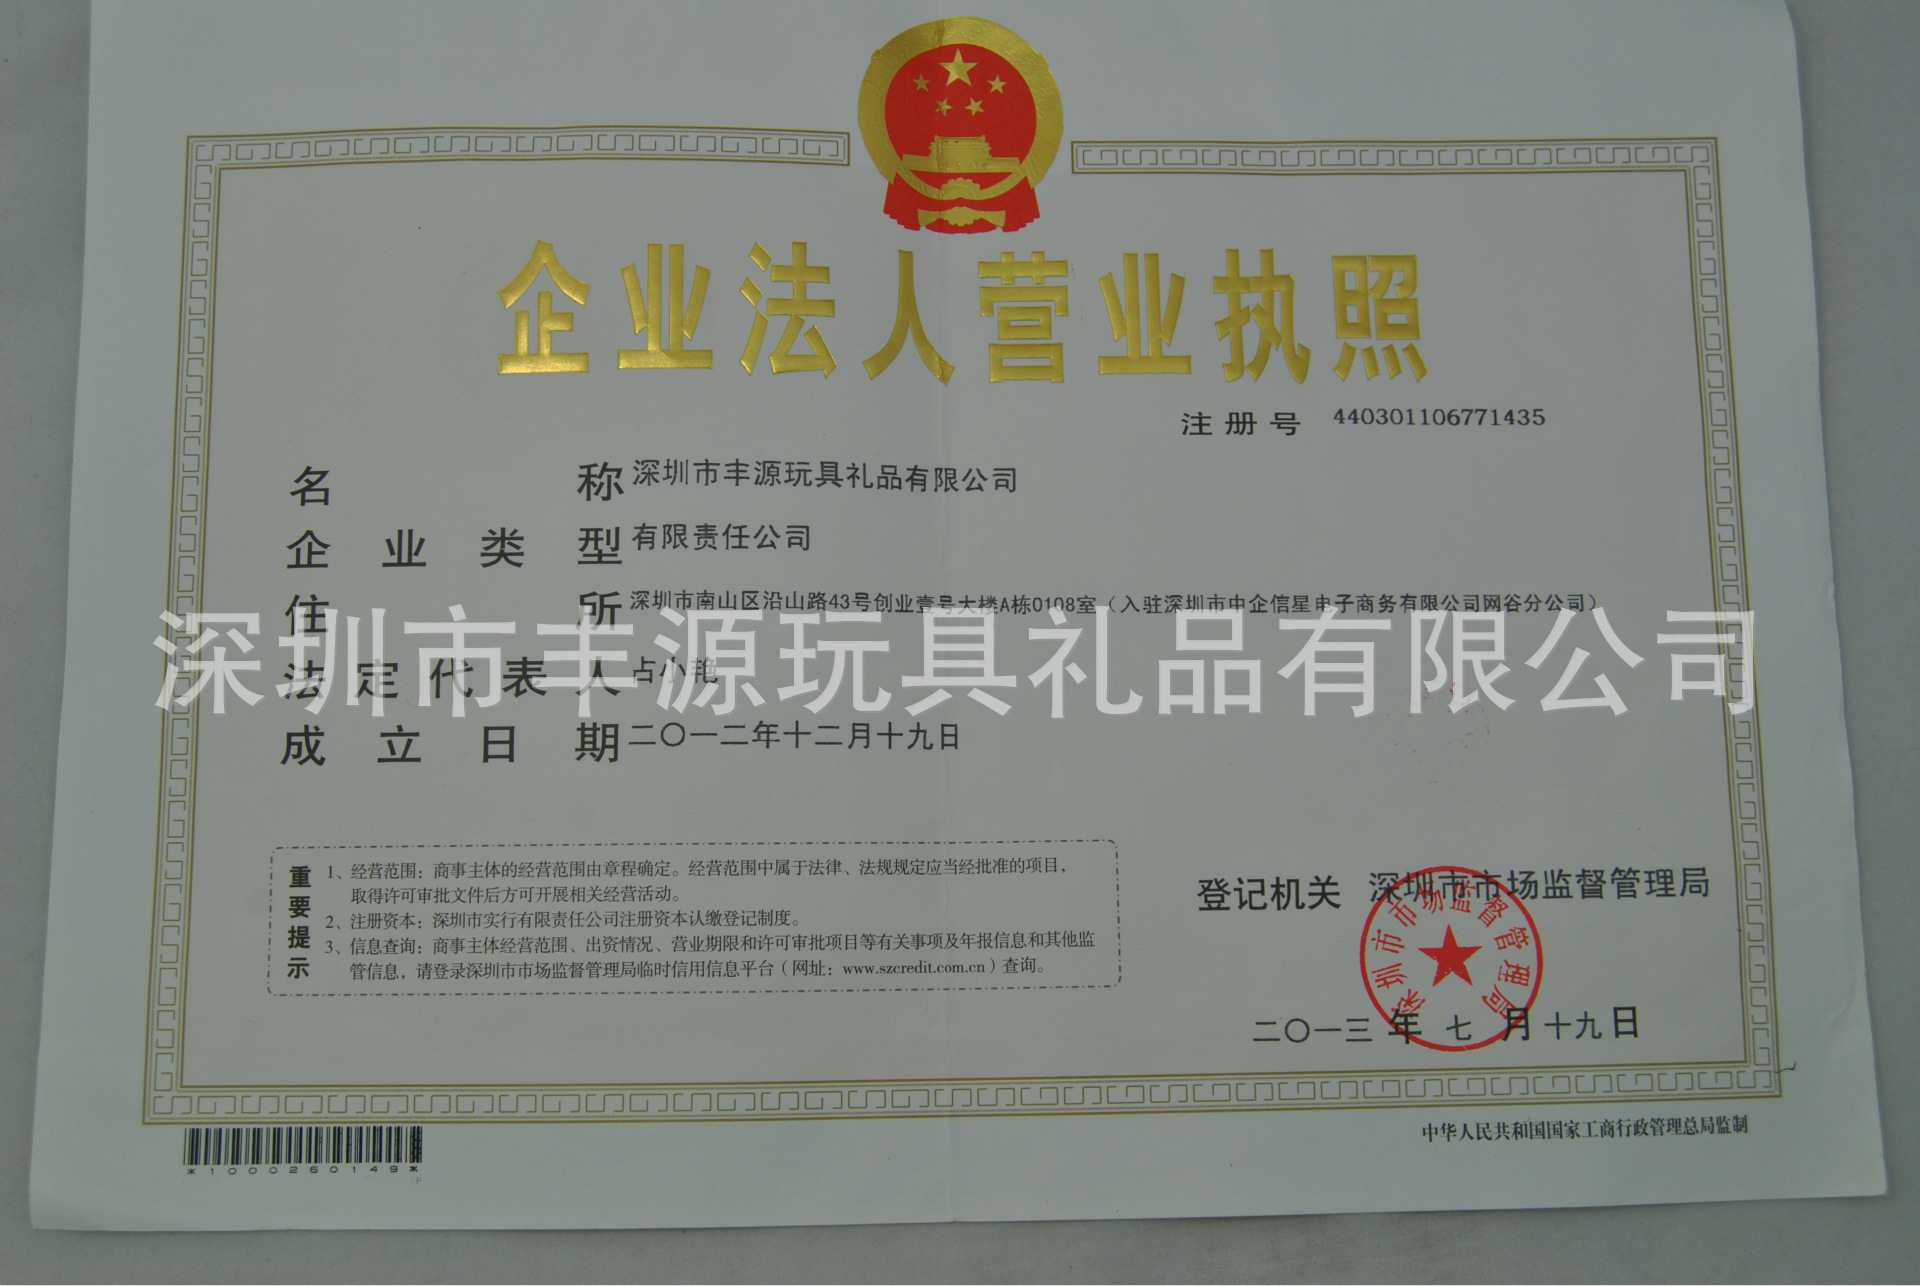 企业法人营业执照
注册号 440301106771435
名称 深圳市丰源玩具礼品有限公司
企业类型 有限责任公司
住所 深圳市南山区沿山路43号创业壹号大楼A栋0108室（入驻深圳市中企信星电子商务有限公司网谷分公司）
深圳市丰源玩具礼品有限公司
法定代表人 占小艳
成立日期 二〇一二年十二月十九日
重要提示
1、经营范围：商事主体的经营范围由章程确定。经营范围中属于法律、法规规定应当经批准的项目，
取得许可审批文件后方可开展相关经营活动。
2、注册资本：深圳市实行有限责任公司注册资本认缴登记制度。
3、信息查询：商事主体经营范围、出资情况、营业期限和许可审批项目等有关事项及年报信息和其他监
管信息，请登录深圳市市场监督管理局临时信用信息平台（网址：www.szcredit.com.cn）查询。
登记机关 深圳市市场监督管理局
深圳市市场监督管理局
二〇一三年七月十九日
中华人民共和国国家工商行政管理总局监制
*1000260149*